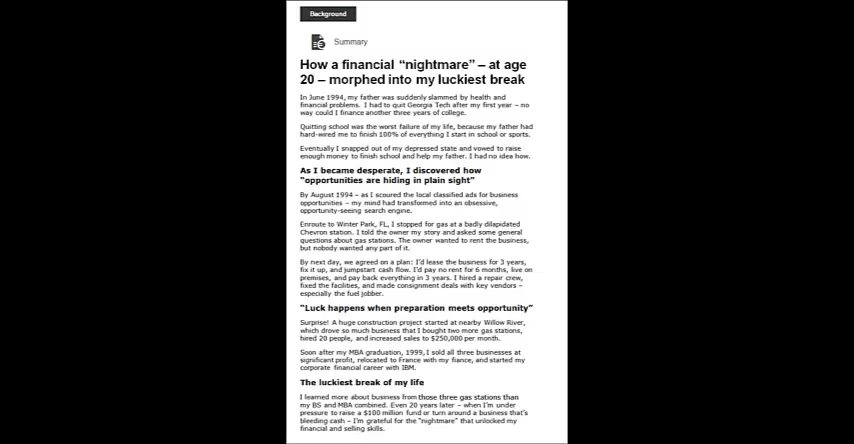 Background
Summary
How a financial “nightmare” – at age
20 – morphed into my luckiest break
In June 1994, my father was suddenly slammed by health and
financial problems. I had to quit Georgia Tech after my first year – no
way could I finance another three years of college.
Quitting school was the worst failure of my life, because my father had
hard-wired me to finish 100% of everything I start in school or sports.
Eventually I snapped out of my depressed state and vowed to raise
enough money to finish school and help my father. I had no idea how.
As I became desperate, I discovered how
“opportunities are hiding in plain sight”
By August 1994 – as I scoured the local classified ads for business
opportunities – my mind had transformed into an obsessive,
opportunity-seeing search engine.
Enroute to Winter Park, FL, I stopped for gas at a badly dilapidated
Chevron station. I told the owner my story and asked some general
questions about gas stations. The owner wanted to rent the business,
but nobody wanted any part of it.
By next day, we agreed on a plan: I’d lease the business for 3 years,
fix it up, and jumpstart cash flow. I’d pay no rent for 6 months, live on
premises, and pay back everything in 3 years. I hired a repair crew,
fixed the facilities, and made consignment deals with key vendors –
especially the fuel jobber.
“Luck happens when preparation meets opportunity”
Surprise! A huge construction project started at nearby Willow River,
which drove so much business that I bought two more gas stations,
hired 20 people, and increased sales to $250,000 per month.
Soon after my MBA graduation, 1999, I sold all three businesses at
significant profit, relocated to France with my fiance, and started my
corporate financial career with IBM.
The luckiest break of my life
I learned more about business from those three gas stations than
my BS and MBA combined. Even 20 years later – when I’m under
pressure to raise a $100 million fund or turn around a business that’s
bleeding cash – I’m grateful for the “nightmare” that unlocked my
financial and selling skills.